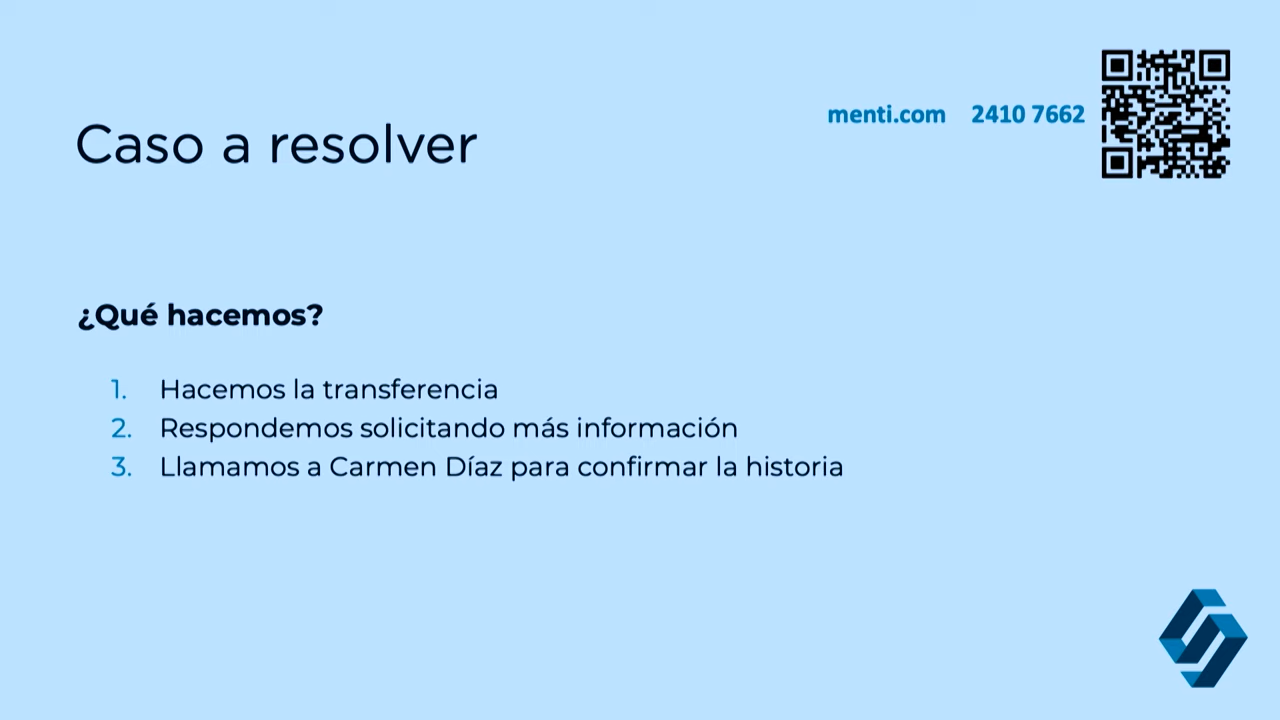 menti.com 2410 7662
Caso a resolver
¿Qué hacemos?
1. Hacemos la transferencia
2. Respondemos solicitando más información
3. Llamamos a Carmen Díaz para confirmar la historia